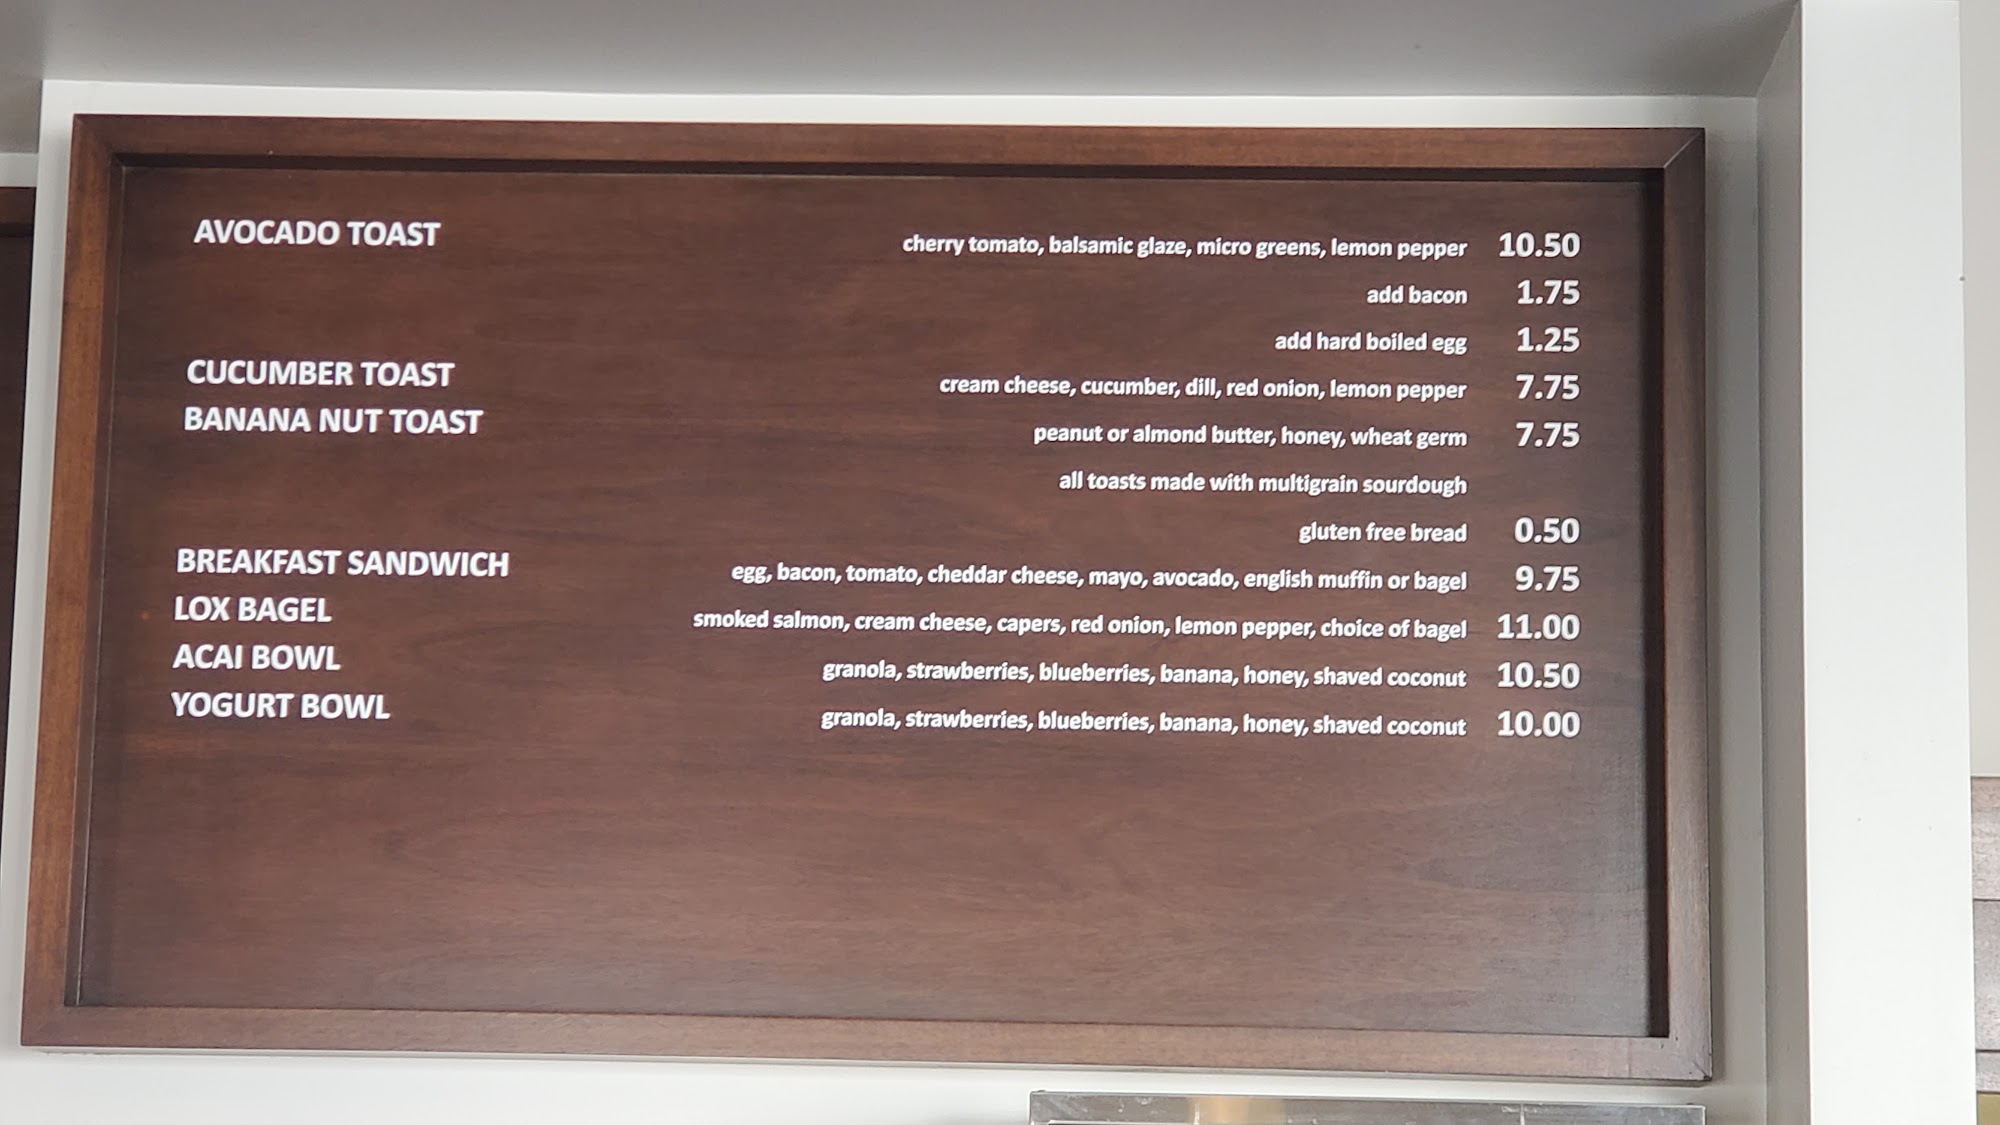 AVOCADO TOAST cherry tomato, balsamic glaze, micro greens, lemon pepper 10.50
add bacon 1.75
add hard boiled egg 1.25
CUCUMBER TOAST cream cheese, cucumber, dill, red onion, lemon pepper 7.75
BANANA NUT TOAST peanut or almond butter, honey, wheat germ 7.75
all toasts made with multigrain sourdough
gluten free bread 0.50
BREAKFAST SANDWICH egg, bacon, tomato, cheddar cheese, mayo, avocado, english muffin or bagel 9.75
LOX BAGEL smoked salmon, cream cheese, capers, red onion, lemon pepper, choice of bagel 11.00
ACAI BOWL granola, strawberries, blueberries, banana, honey, shaved coconut 10.50
YOGURT BOWL granola, strawberries, blueberries, banana, honey, shaved coconut 10.00